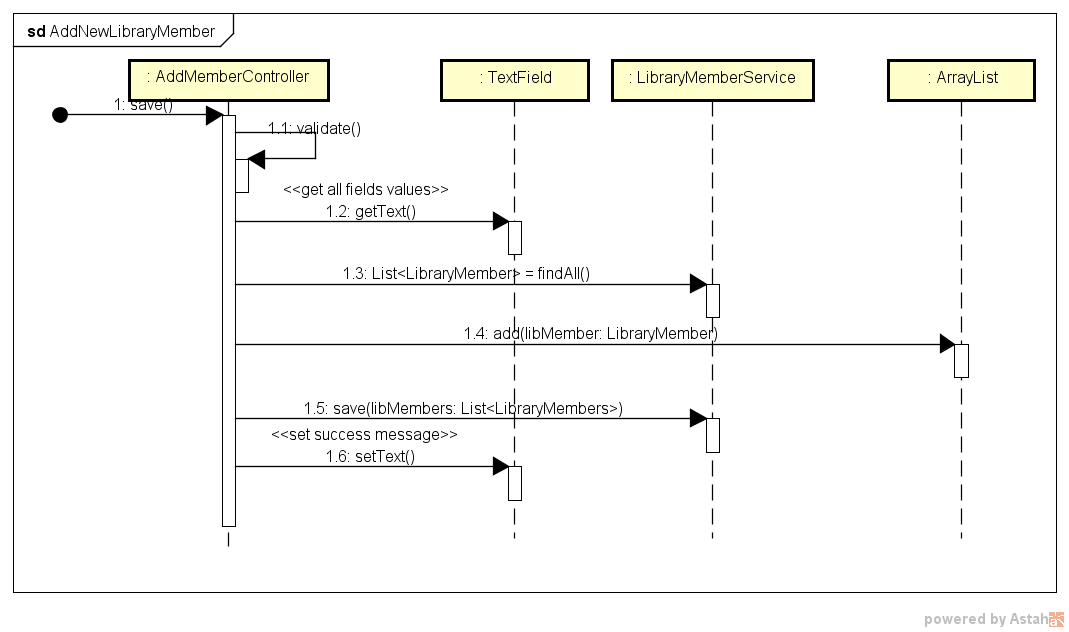 sd AddNewLibraryMember
: AddMemberController
: TextField
: LibraryMemberService
: ArrayList
1: save()
1.1: validate()
<<get all fields values>>
1.2: getText()
1.3: List<LibraryMember> = findAll()
1.4: add(libMember: LibraryMember)
1.5: save(libMembers: List<LibraryMembers>)
<<set success message>>
1.6: setText()
powered by Astah